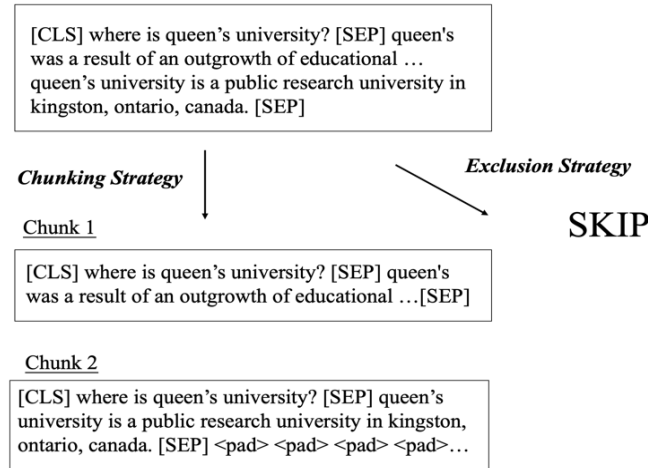 [CLS] where is queen’s university? [SEP] queen's
was a result of an outgrowth of educational …
queen’s university is a public research university in
kingston, ontario, canada. [SEP]
Chunking Strategy
Exclusion Strategy
SKIP
Chunk 1
[CLS] where is queen’s university? [SEP] queen's
was a result of an outgrowth of educational …[SEP]
Chunk 2
[CLS] where is queen’s university? [SEP] queen’s
university is a public research university in kingston,
ontario, canada. [SEP] <pad> <pad> <pad> <pad>…